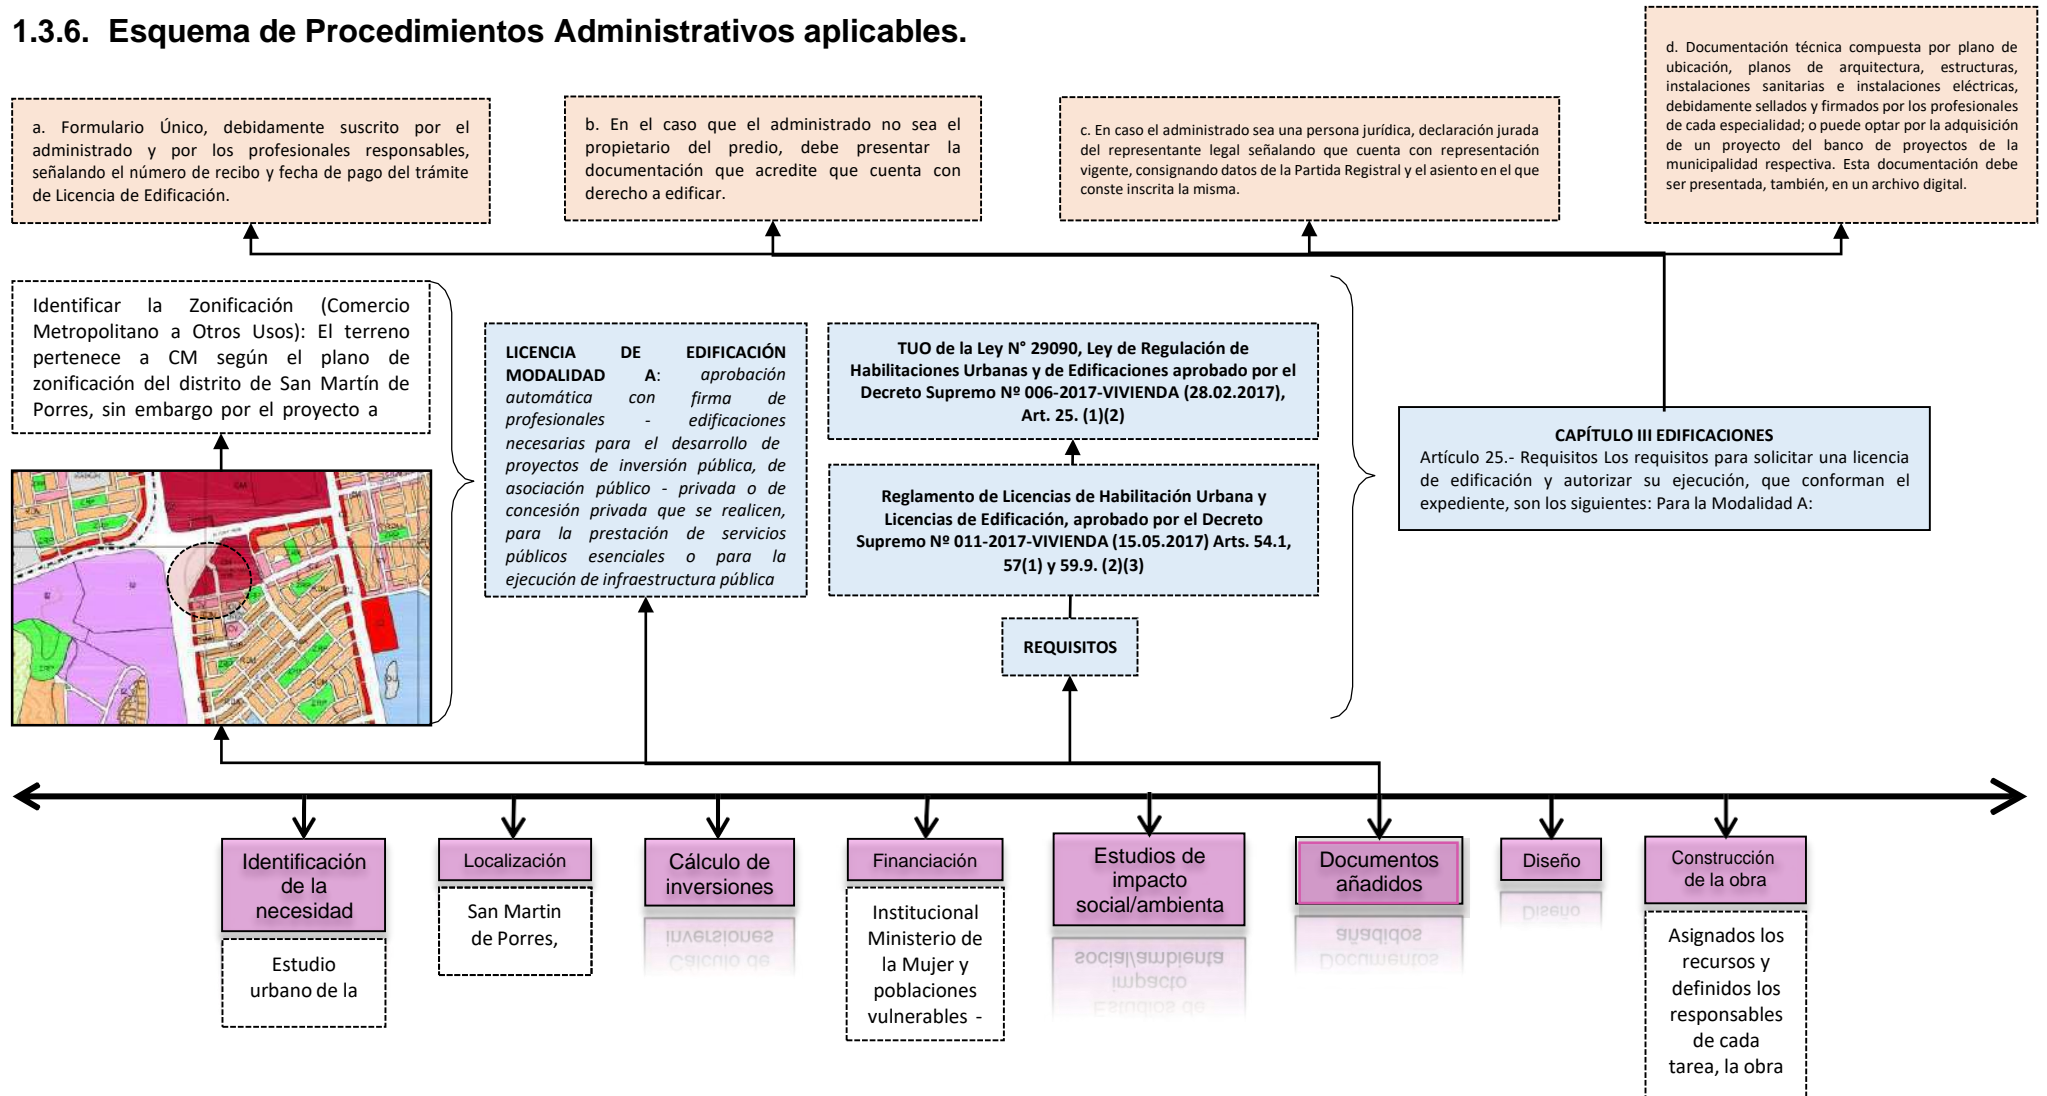 1.3.6. Esquema de Procedimientos Administrativos aplicables.
a. Formulario Único, debidamente suscrito por el
administrado y por los profesionales responsables,
señalando el número de recibo y fecha de pago del trámite
de Licencia de Edificación.
b. En el caso que el administrado no sea el
propietario del predio, debe presentar la
documentación que acredite que cuenta con
derecho a edificar.
c. En caso el administrado sea una persona jurídica, declaración jurada
del representante legal señalando que cuenta con representación
vigente, consignando datos de la Partida Registral y el asiento en el que
conste inscrita la misma.
d. Documentación técnica compuesta por plano de
ubicación, planos de arquitectura, estructuras,
instalaciones sanitarias e instalaciones eléctricas,
debidamente sellados y firmados por los profesionales
de cada especialidad; o puede optar por la adquisición
de un proyecto del banco de proyectos de la
municipalidad respectiva. Esta documentación debe
ser presentada, también, en un archivo digital.
Identificar la Zonificación (Comercio
Metropolitano a Otros Usos): El terreno
pertenece a CM según el plano de
zonificación del distrito de San Martín de
Porres, sin embargo por el proyecto a
LICENCIA DE EDIFICACIÓN
MODALIDAD A: aprobación
automática con firma de
profesionales - edificaciones
necesarias para el desarrollo de
proyectos de inversión pública, de
asociación público - privada o de
concesión privada que se realicen,
para la prestación de servicios
públicos esenciales o para la
ejecución de infraestructura pública
TUO de la Ley N° 29090, Ley de Regulación de
Habilitaciones Urbanas y de Edificaciones aprobado por el
Decreto Supremo Nº 006-2017-VIVIENDA (28.02.2017),
Art. 25. (1)(2)
Reglamento de Licencias de Habilitación Urbana y
Licencias de Edificación, aprobado por el Decreto
Supremo Nº 011-2017-VIVIENDA (15.05.2017) Arts. 54.1,
57(1) y 59.9. (2)(3)
REQUISITOS
CAPÍTULO III EDIFICACIONES
Artículo 25.- Requisitos Los requisitos para solicitar una licencia
de edificación y autorizar su ejecución, que conforman el
expediente, son los siguientes: Para la Modalidad A:
Identificación
de la
necesidad
Estudio
urbano de la
Localización
San Martin
de Porres,
Cálculo de
inversiones
Financiación
Institucional
Ministerio de
la Mujer y
poblaciones
vulnerables -
Estudios de
impacto
social/ambienta
Documentos
añadidos
Diseño
Construcción
de la obra
Asignados los
recursos y
definidos los
responsables
de cada
tarea, la obra